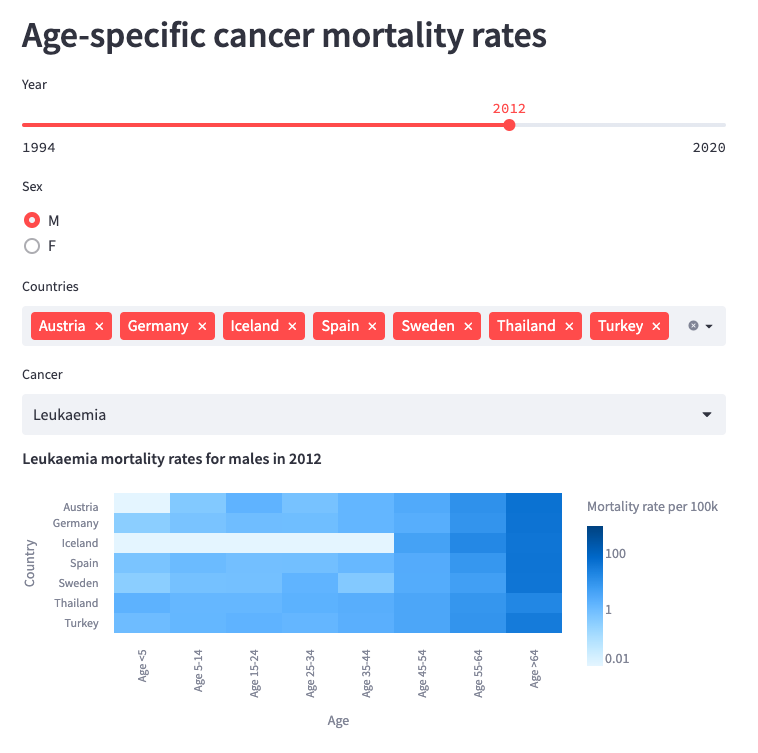 Age-specific cancer mortality rates
Year
2012
1994 2020
Sex
M
F
Countries
Austria × Germany × Iceland × Spain × Sweden × Thailand × Turkey ×
Cancer
Leukaemia
Leukaemia mortality rates for males in 2012
Mortality rate per 100k
100
1
0.01
Country
Austria
Germany
Iceland
Spain
Sweden
Thailand
Turkey
Age <5 Age 5-14 Age 15-24 Age 25-34 Age 35-44 Age 45-54 Age 55-64 Age >64
Age